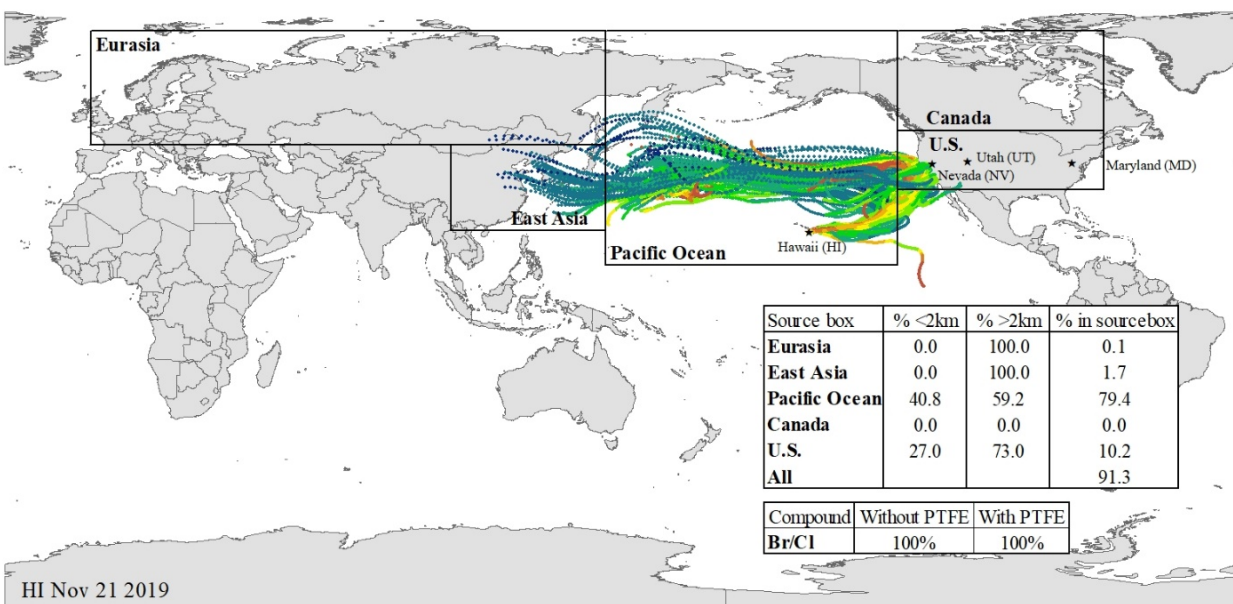 Eurasia
Canada
U.S.
Utah (UT)
Maryland (MD)
Nevada (NV)
East Asia
Hawaii (HI)
Pacific Ocean
Source box % <2km % >2km % in sourcebox
Eurasia 0.0 100.0 0.1
East Asia 0.0 100.0 1.7
Pacific Ocean 40.8 59.2 79.4
Canada 0.0 0.0 0.0
U.S. 27.0 73.0 10.2
All 91.3
Compound Without PTFE With PTFE
Br/Cl 100% 100%
HI Nov 21 2019